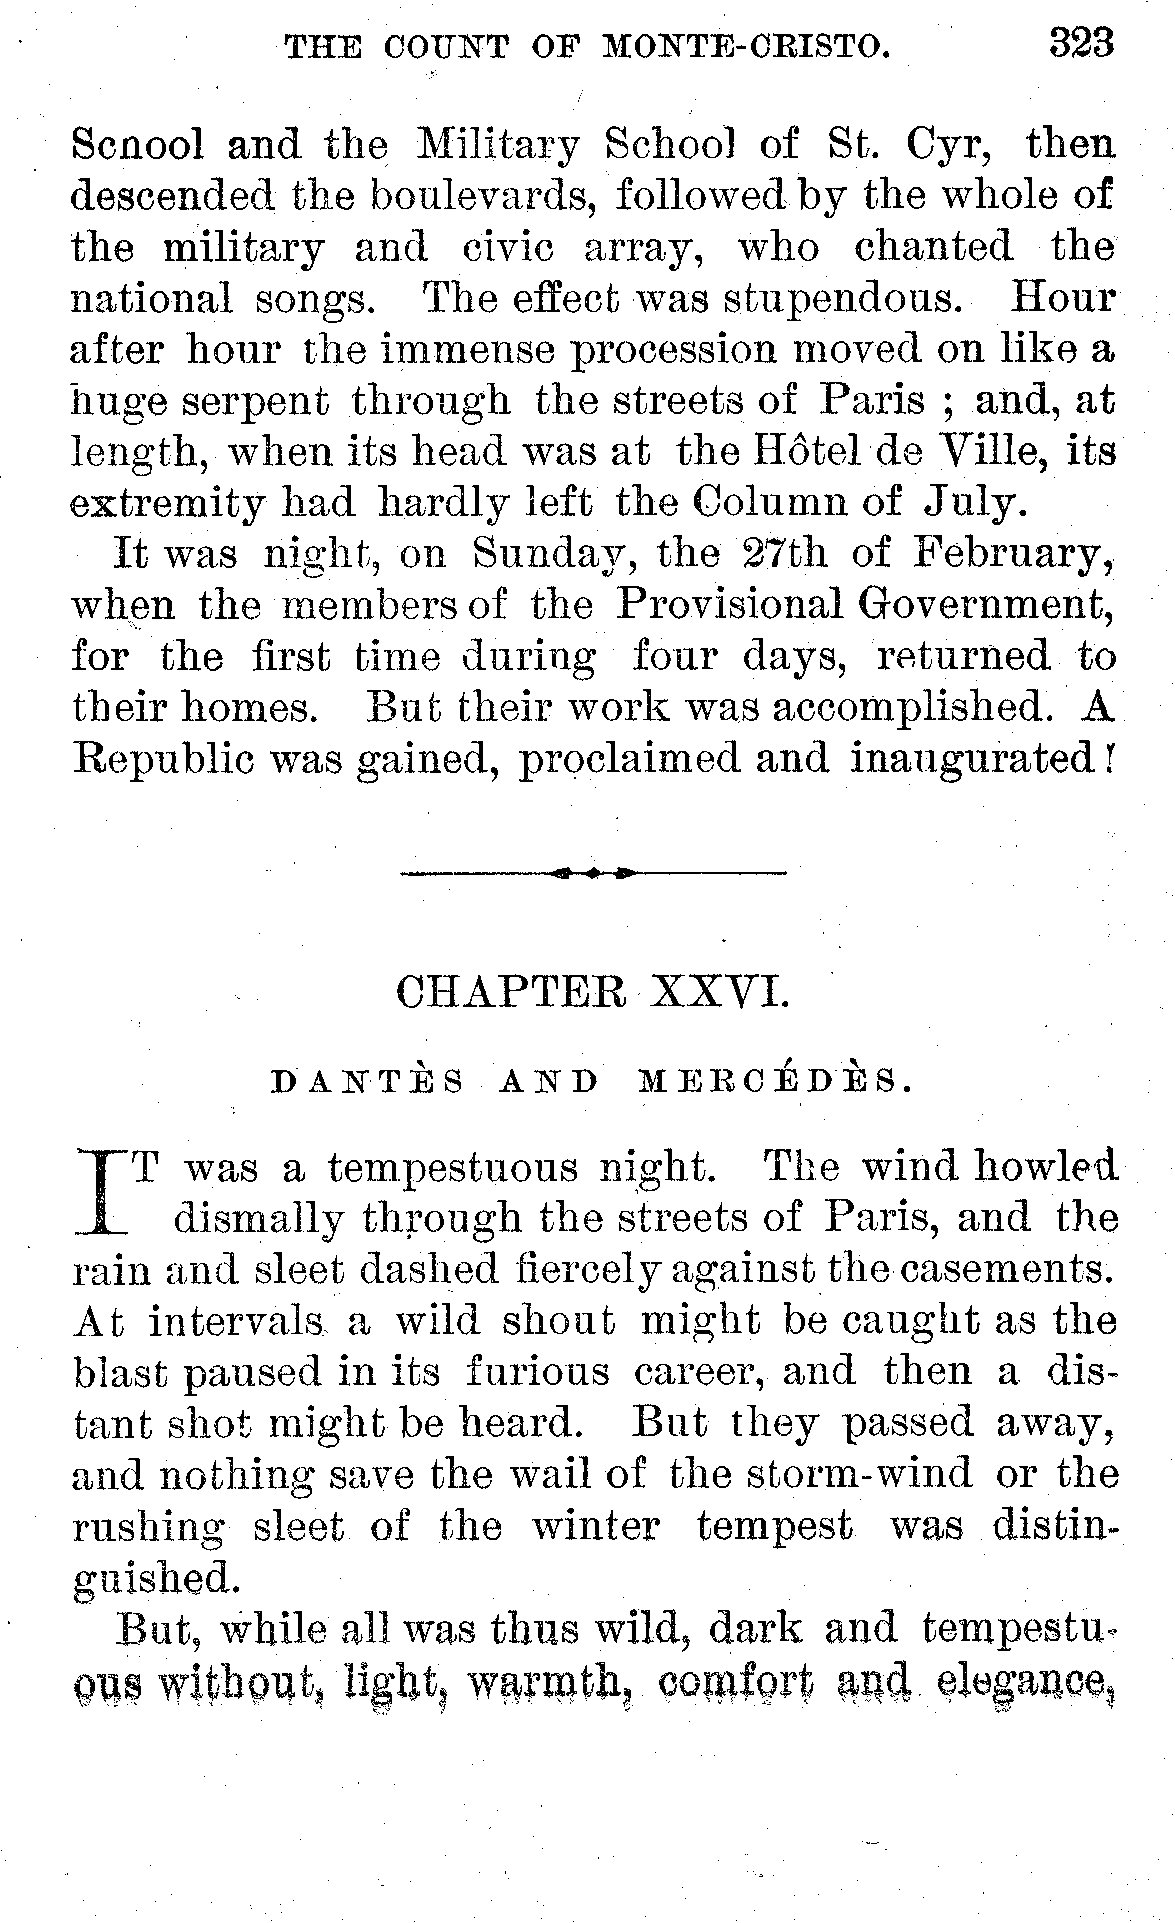 THE COUNT OF MONTE-CRISTO. 323
School and the Military School of St. Cyr, then
descended the boulevards, followed by the whole of
the military and civic array, who chanted the
national songs. The effect was stupendous. Hour
after hour the immense procession moved on like a
huge serpent through the streets of Paris ; and, at
length, when its head was at the Hôtel de Ville, its
extremity had hardly left the Column of July.
It was night, on Sunday, the 27th of February,
when the members of the Provisional Government,
for the first time during four days, returned to
their homes. But their work was accomplished. A
Republic was gained, proclaimed and inaugurated!
CHAPTER XXVI.
DANTÈS AND MERCÉDÈS.
IT was a tempestuous night. The wind howled
dismally through the streets of Paris, and the
rain and sleet dashed fiercely against the casements.
At intervals a wild shout might be caught as the
blast paused in its furious career, and then a dis-
tant shot might be heard. But they passed away,
and nothing save the wail of the storm-wind or the
rushing sleet of the winter tempest was distin-
guished.
But, while all was thus wild, dark and tempestu-
ous without, light, warmth, comfort and elegance,